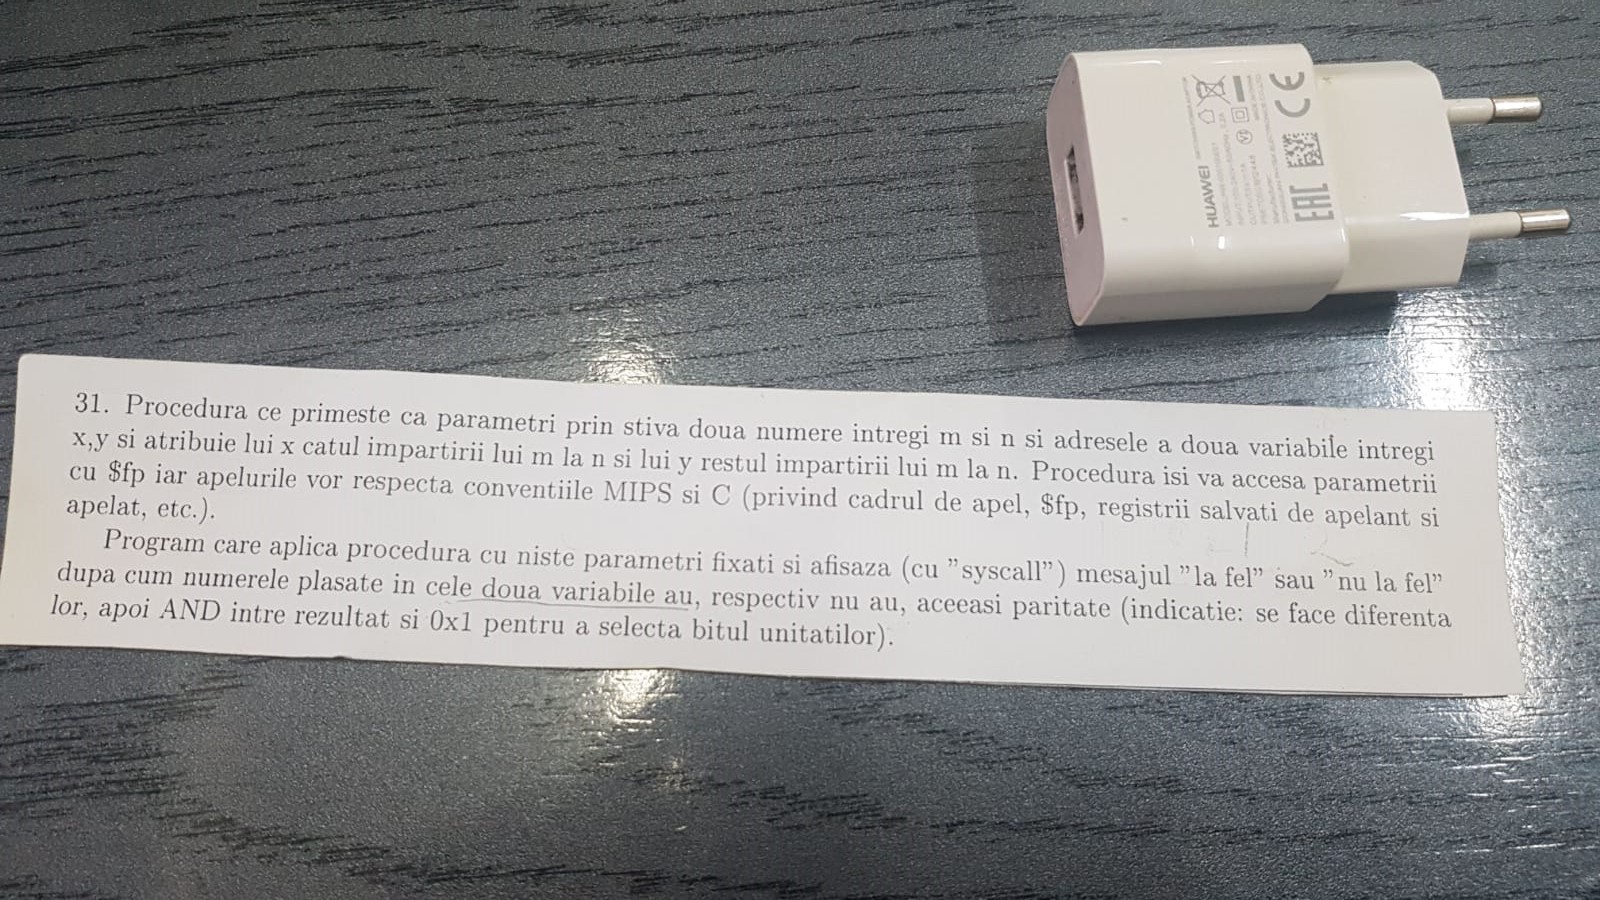 HUAWEI
EAC
CE
31. Procedura ce primeste ca parametri prin stiva doua numere intregi m si n si adresele a doua variabile intregi
x,y si atribuie lui x catul impartirii lui m la n si lui y restul impartirii lui m la n. Procedura isi va accesa parametrii
cu $fp iar apelurile vor respecta conventiile MIPS si C (privind cadrul de apel, $fp, registrii salvati de apelant si
apelat, etc.).
Program care aplica procedura cu niste parametri fixati si afisaza (cu "syscall") mesajul "la fel" sau "nu la fel"
dupa cum numerele plasate in cele doua variabile au, respectiv nu au, aceeasi paritate (indicatie: se face diferenta
lor, apoi AND intre rezultat si 0x1 pentru a selecta bitul unitatilor).